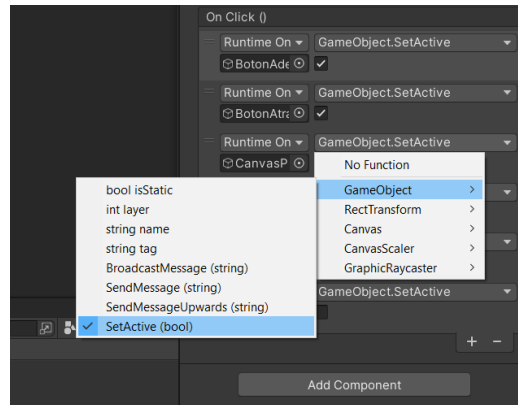 On Click ()
Runtime On GameObject.SetActive
BotonAde
Runtime On GameObject.SetActive
BotonAtra
Runtime On GameObject.SetActive
CanvasP
No Function
GameObject
RectTransform
Canvas
CanvasScaler
GraphicRaycaster
bool isStatic
int layer
string name
string tag
BroadcastMessage (string)
SendMessage (string)
SendMessageUpwards (string)
SetActive (bool)
GameObject.SetActive
+ −
Add Component